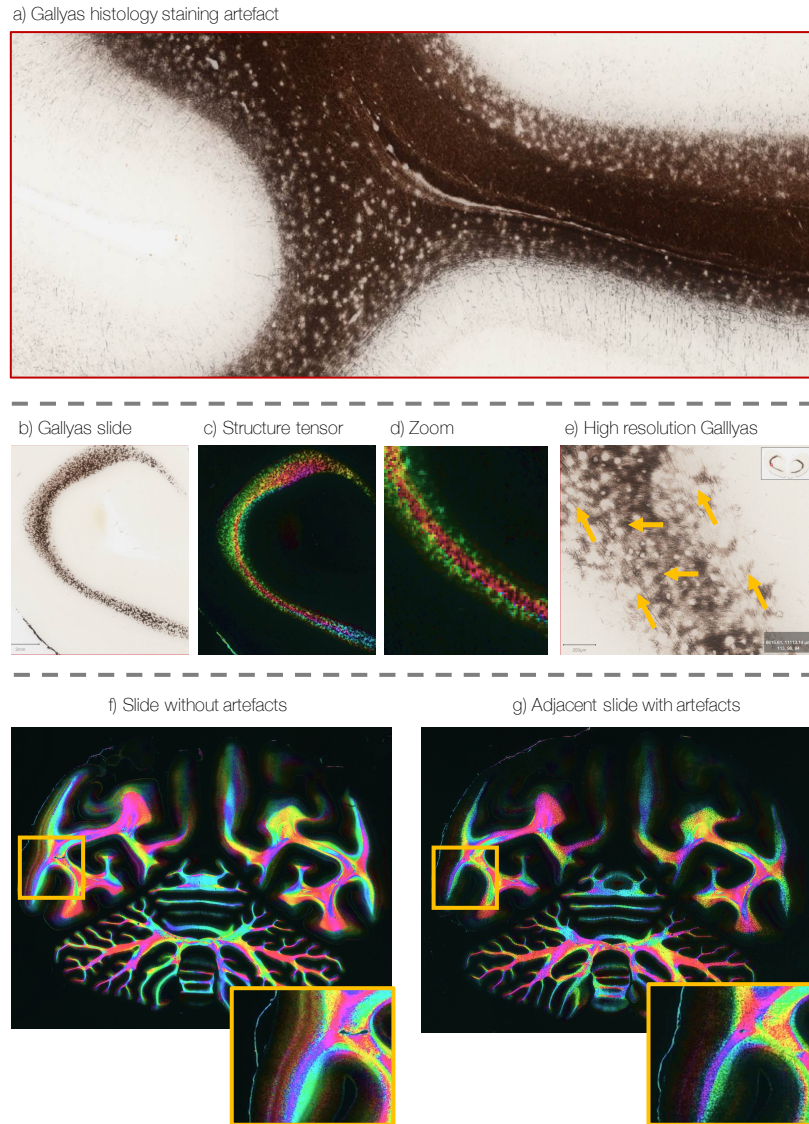 a) Gallyas histology staining artefact
b) Gallyas slide
c) Structure tensor
d) Zoom
e) High resolution Galllyas
f) Slide without artefacts
g) Adjacent slide with artefacts